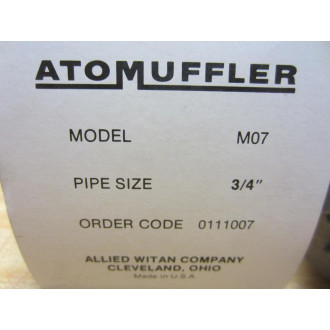 ATOMUFFLER
MODEL M07
PIPE SIZE 3/4"
ORDER CODE 0111007
ALLIED WITAN COMPANY
CLEVELAND, OHIO
Made in U.S.A.